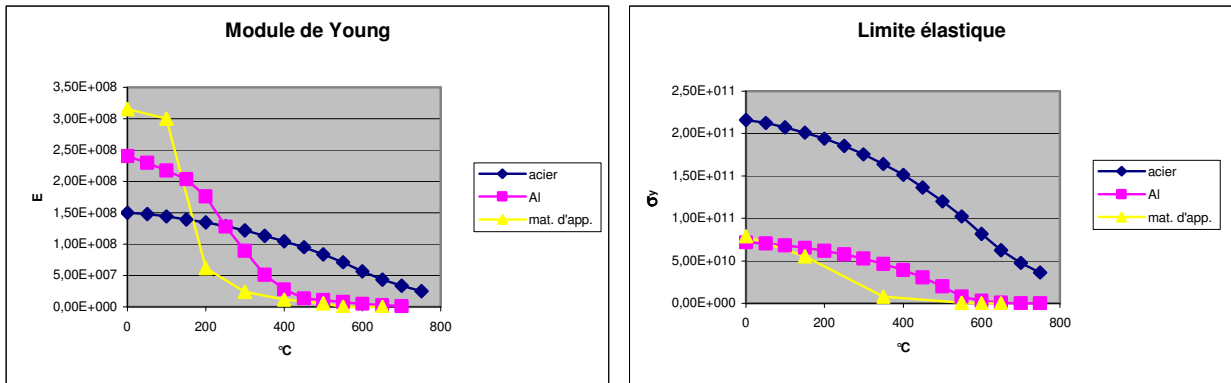 Module de Young
E
3,50E+008
3,00E+008
2,50E+008
2,00E+008
1,50E+008
1,00E+008
5,00E+007
0,00E+000
0 200 400 600 800
°C
acier
Al
mat. d'app.
Limite élastique
σy
2,50E+011
2,00E+011
1,50E+011
1,00E+011
5,00E+010
0,00E+000
0 200 400 600 800
°C
acier
Al
mat. d'app.